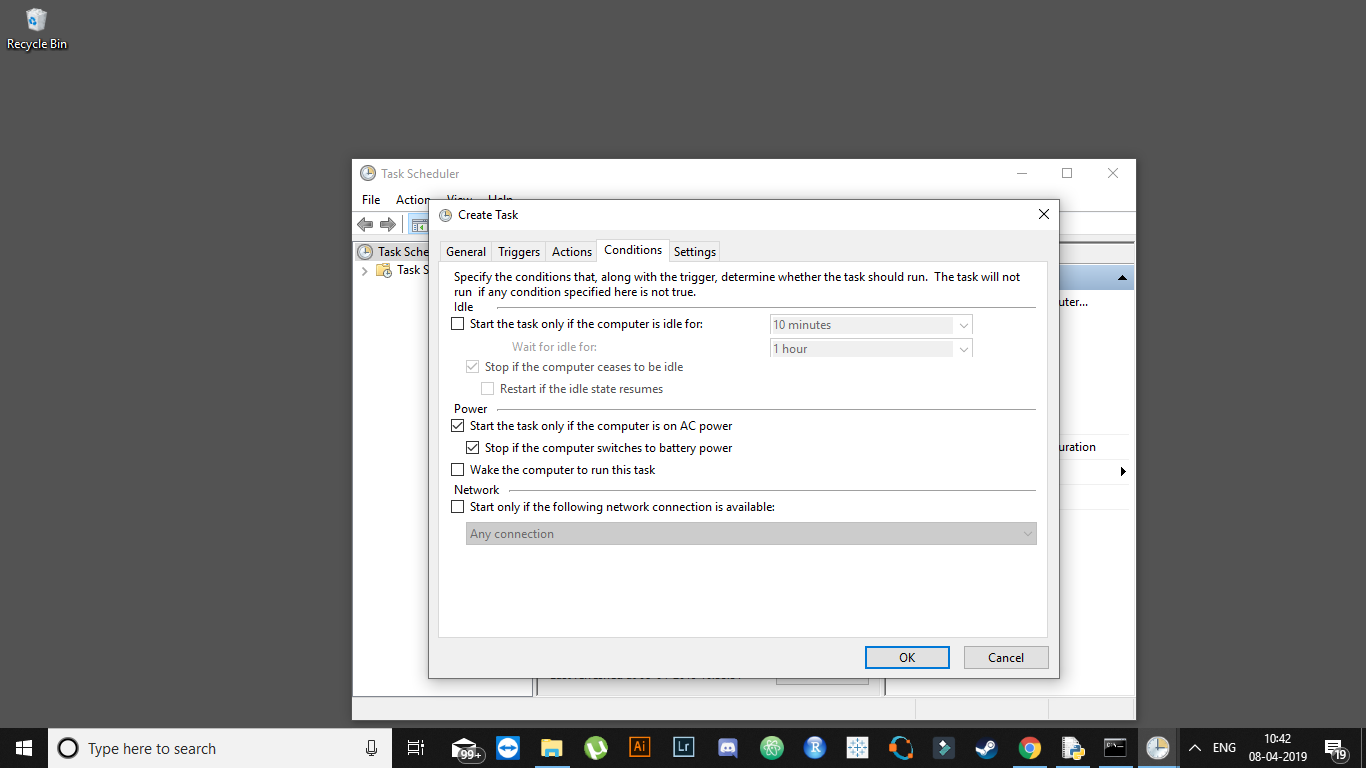 Recycle Bin
Task Scheduler
File Action View Help
Create Task
Task Sche
Task S
General Triggers Actions Conditions Settings
Specify the conditions that, along with the trigger, determine whether the task should run. The task will not
run if any condition specified here is not true.
Idle
Start the task only if the computer is idle for: 10 minutes
Wait for idle for: 1 hour
Stop if the computer ceases to be idle
Restart if the idle state resumes
Power
Start the task only if the computer is on AC power
Stop if the computer switches to battery power
Wake the computer to run this task
Network
Start only if the following network connection is available:
Any connection
uter...
uration
OK Cancel
Type here to search
99+
Ai
Lr
R
ENG
10:42
08-04-2019
19